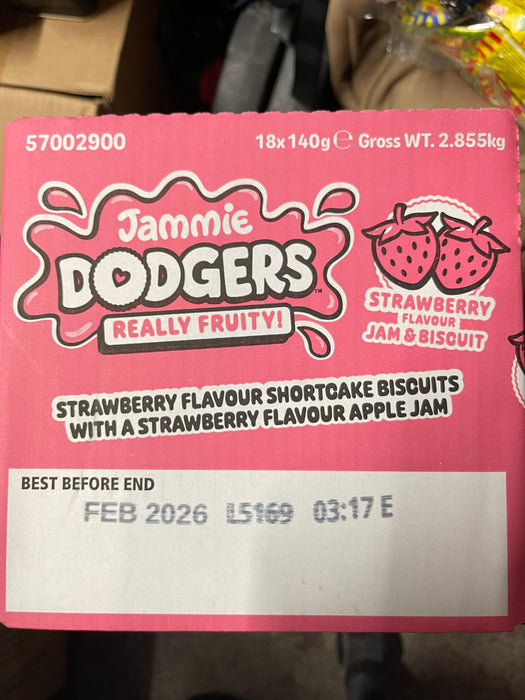 57002900
18x140g℮ Gross WT. 2.855kg
Jammie
DODGERS™
REALLY FRUITY!
STRAWBERRY
FLAVOUR
JAM & BISCUIT
STRAWBERRY FLAVOUR SHORTCAKE BISCUITS
WITH A STRAWBERRY FLAVOUR APPLE JAM
BEST BEFORE END
FEB 2026 L5169 03:17 E